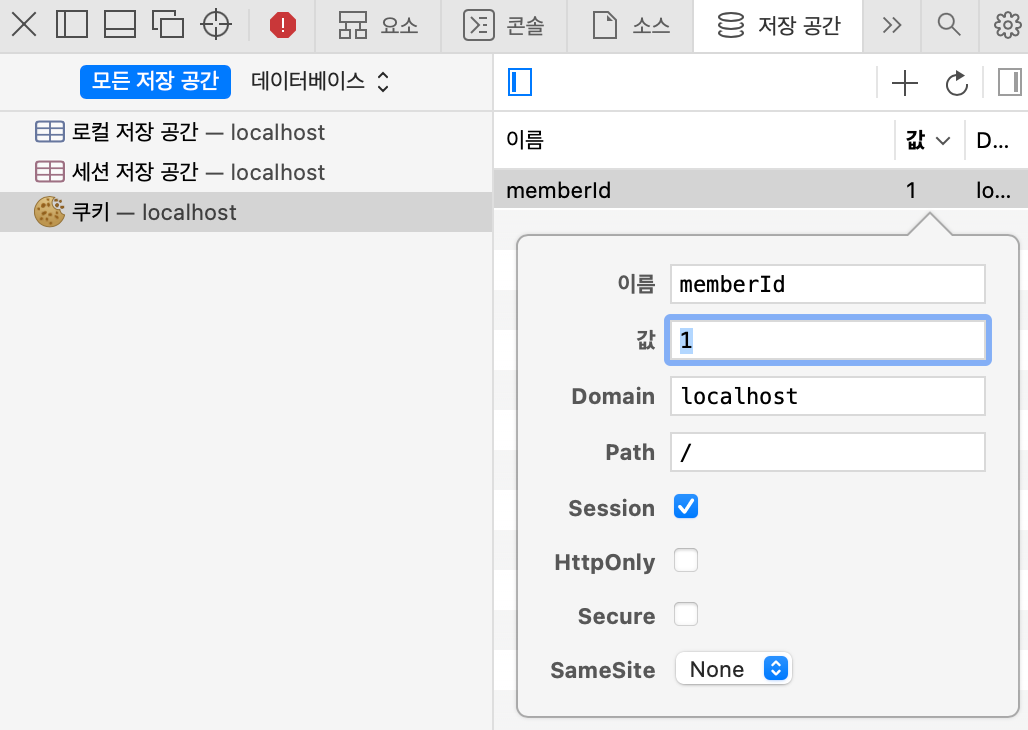 요소 콘솔 소스 저장 공간
모든 저장 공간 데이터베이스
로컬 저장 공간 — localhost
세션 저장 공간 — localhost
쿠키 — localhost
이름 값 D...
memberId 1 lo...
이름 memberId
값 1
Domain localhost
Path /
Session
HttpOnly
Secure
SameSite None